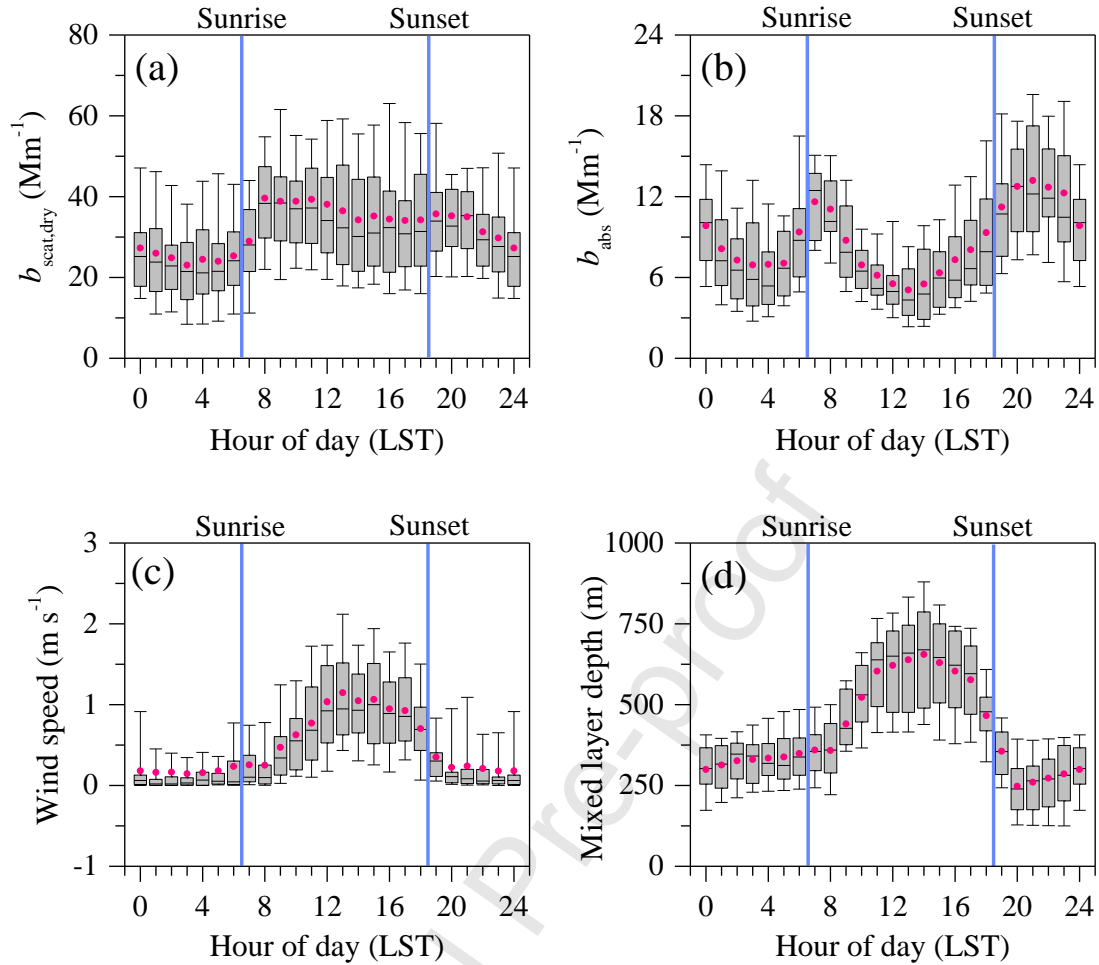 Sunrise Sunset
(a)
80
60
40
20
0
b scat,dry (Mm-1)
0 4 8 12 16 20 24
Hour of day (LST)
Sunrise Sunset
(b)
24
18
12
6
0
b abs (Mm-1)
0 4 8 12 16 20 24
Hour of day (LST)
Sunrise Sunset
(c)
3
2
1
0
-1
Wind speed (m s-1)
0 4 8 12 16 20 24
Hour of day (LST)
Sunrise Sunset
(d)
1000
750
500
250
0
Mixed layer depth (m)
0 4 8 12 16 20 24
Hour of day (LST)
Pre-proof